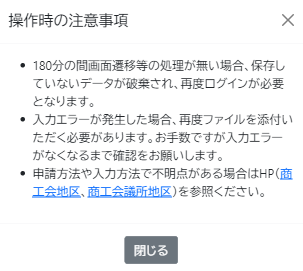 操作時の注意事項
• 180分の間画面遷移等の処理が無い場合、保存し
ていないデータが破棄され、再度ログインが必要
となります。
• 入力エラーが発生した場合、再度ファイルを添付い
ただく必要があります。お手数ですが入力エラー
がなくなるまで確認をお願いします。
• 申請方法や入力方法で不明点がある場合はHP(商
工会地区、商工会議所地区)を参照ください。
閉じる